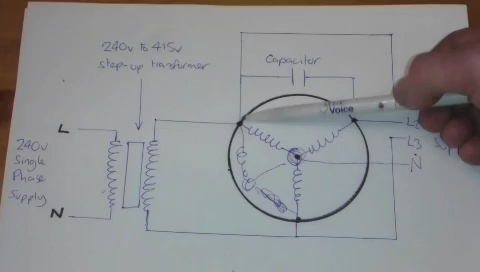 240v to 415v
Step-up transformer
Capacitor
Voice
L
240v
Single
Phase
Supply
N
L3
N